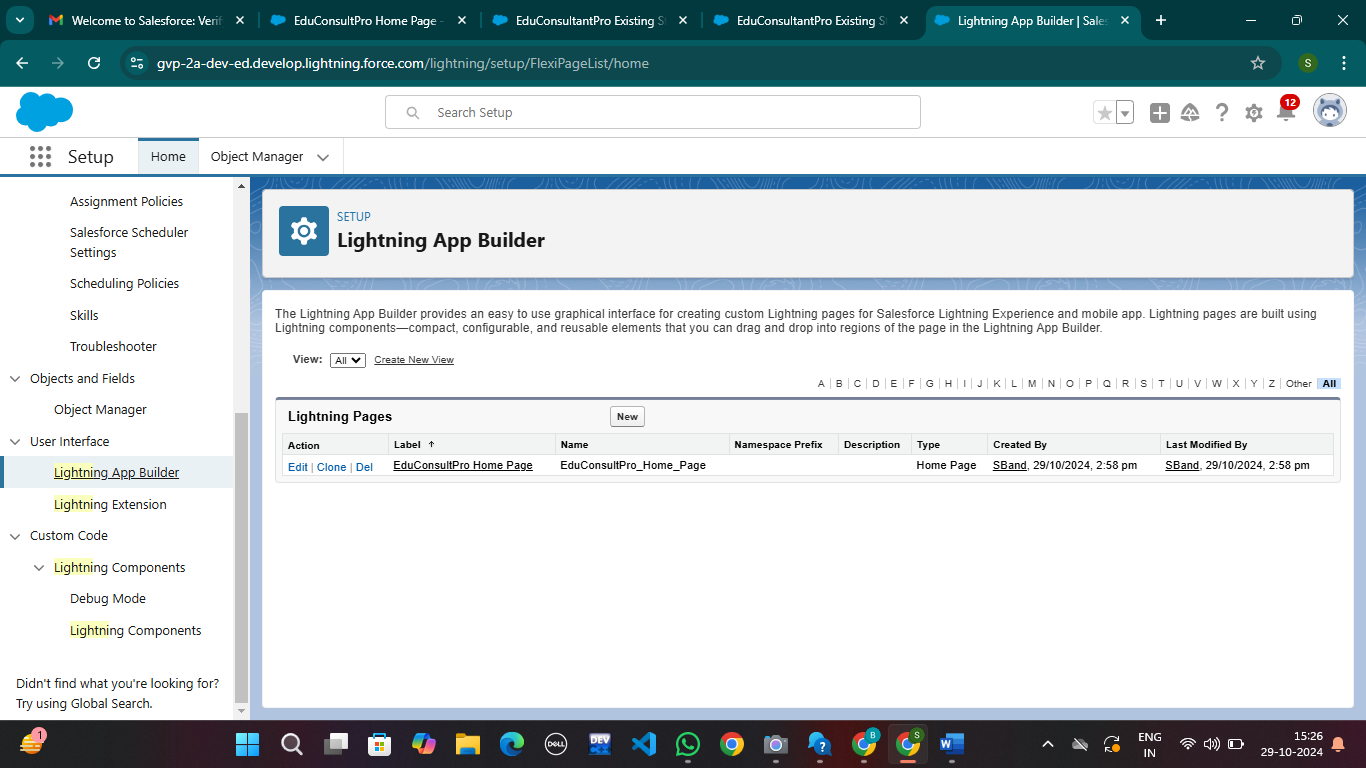 Welcome to Salesforce: Verif
EduConsultPro Home Page -
EduConsultantPro Existing S
EduConsultantPro Existing S
Lightning App Builder | Sales
gvp-2a-dev-ed.develop.lightning.force.com/lightning/setup/FlexiPageList/home
S
Search Setup
12
Setup
Home
Object Manager
Assignment Policies
Salesforce Scheduler
Settings
Scheduling Policies
Skills
Troubleshooter
Objects and Fields
Object Manager
User Interface
Lightning App Builder
Lightning Extension
Custom Code
Lightning Components
Debug Mode
Lightning Components
Didn't find what you're looking for?
Try using Global Search.
SETUP
Lightning App Builder
The Lightning App Builder provides an easy to use graphical interface for creating custom Lightning pages for Salesforce Lightning Experience and mobile app. Lightning pages are built using
Lightning components—compact, configurable, and reusable elements that you can drag and drop into regions of the page in the Lightning App Builder.
View: All Create New View
A | B | C | D | E | F | G | H | I | J | K | L | M | N | O | P | Q | R | S | T | U | V | W | X | Y | Z | Other | All
Lightning Pages New
Action Label Name Namespace Prefix Description Type Created By Last Modified By
Edit | Clone | Del EduConsultPro Home Page EduConsultPro_Home_Page Home Page SBand, 29/10/2024, 2:58 pm SBand, 29/10/2024, 2:58 pm
1
DELL
DEV
B
S
ENG
IN
15:26
29-10-2024